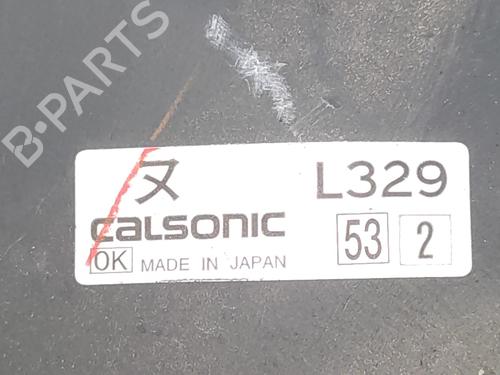 B-PARTS
ヌ L329
CALSONIC 53 2
OK MADE IN JAPAN